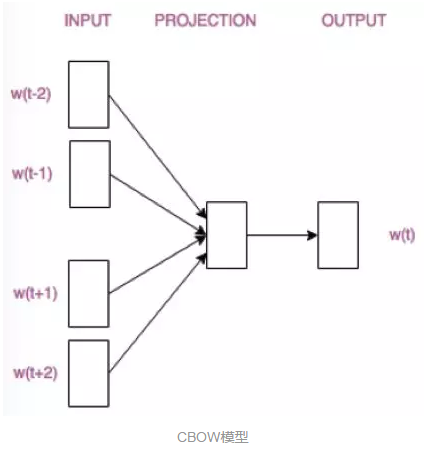 INPUT PROJECTION OUTPUT
w(t-2)
w(t-1)
w(t)
w(t+1)
w(t+2)
CBOW模型